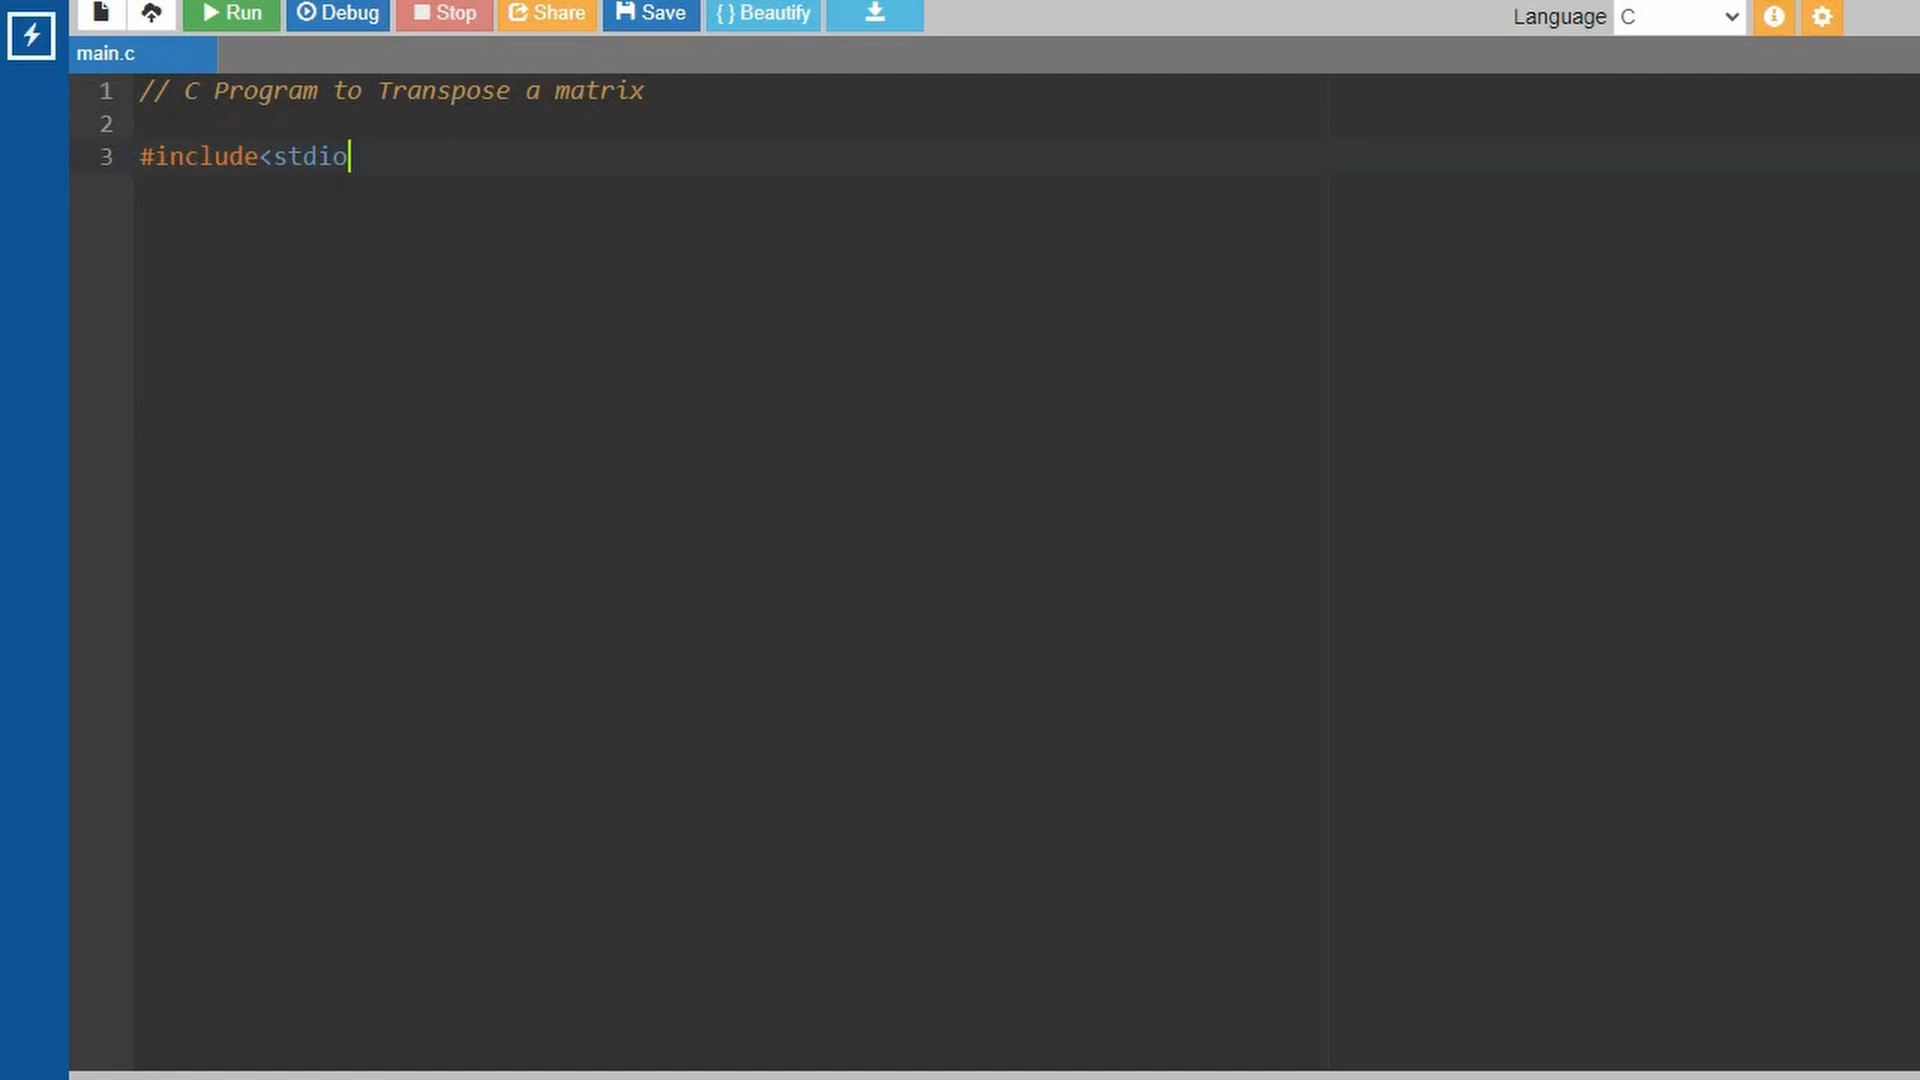 Run Debug Stop Share Save { } Beautify Language C
main.c
1 // C Program to Transpose a matrix
2
3 #include<stdio